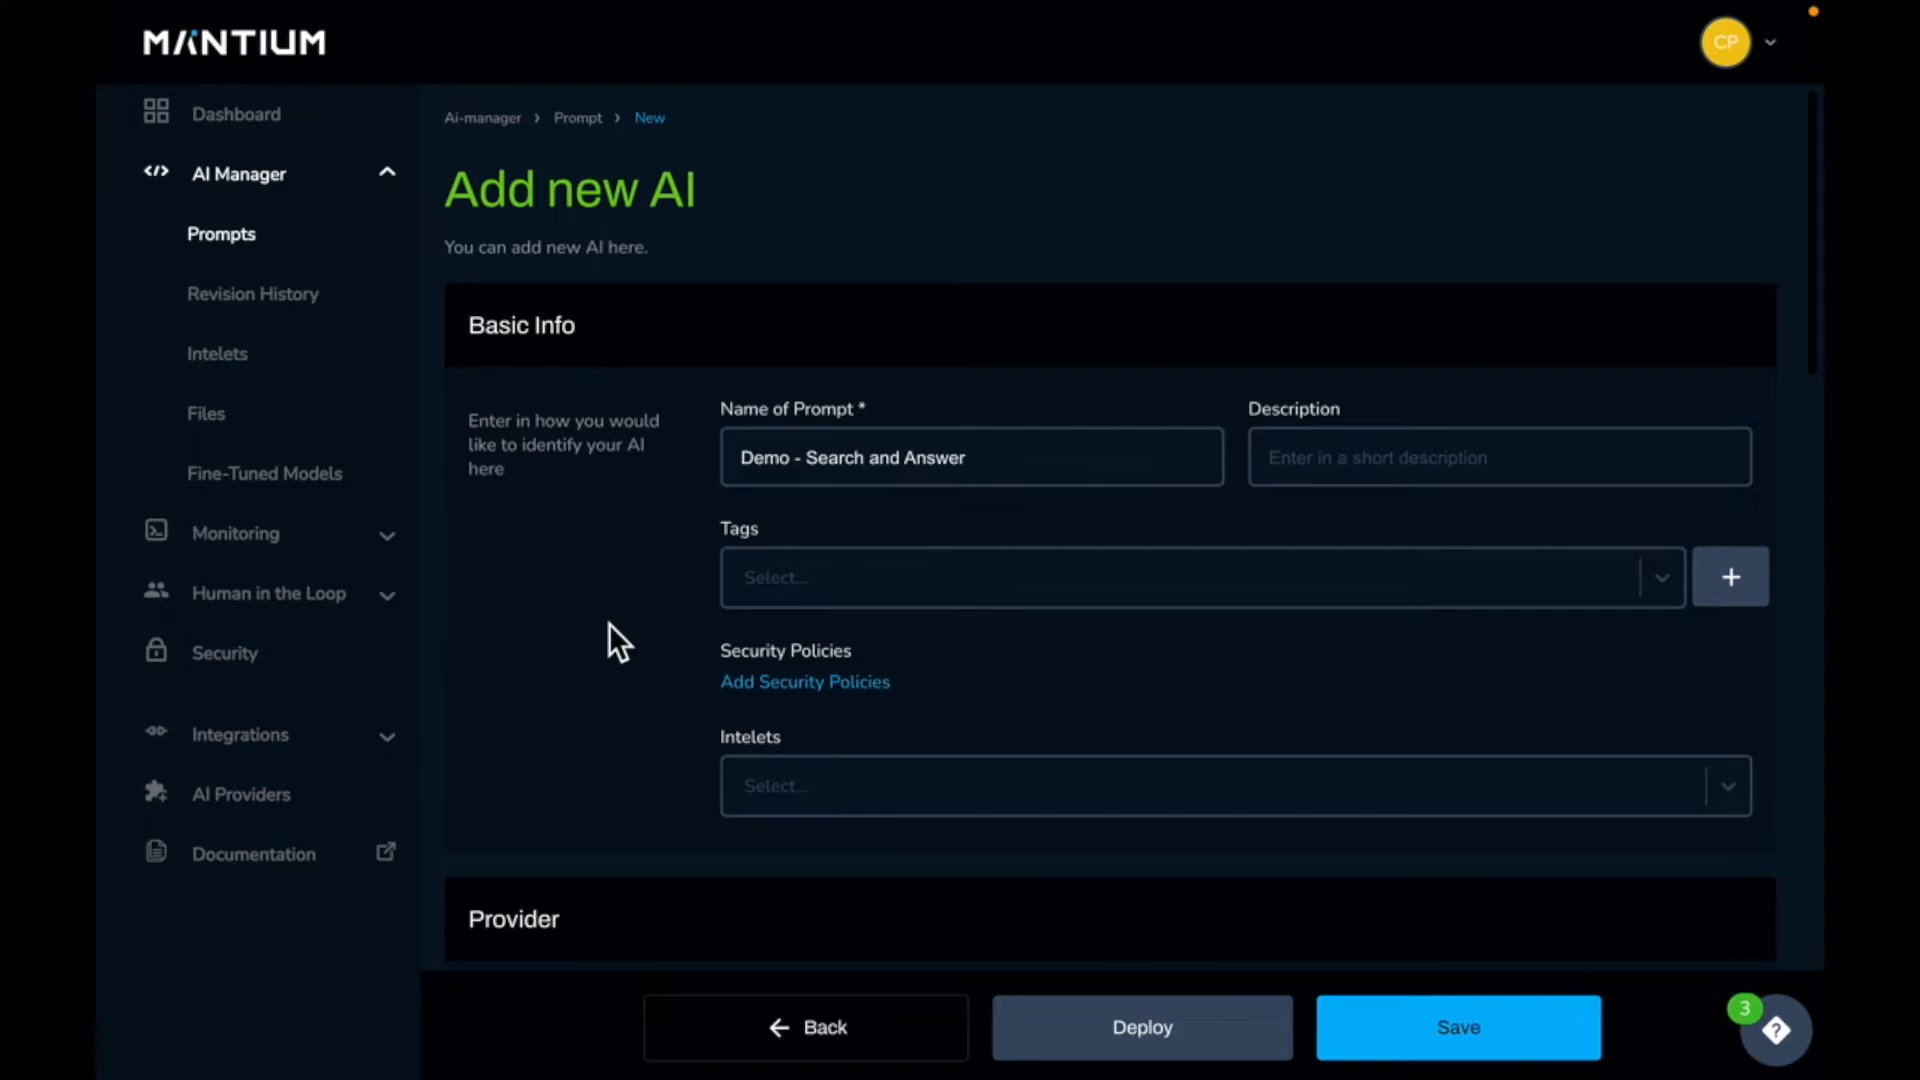 MANTIUM
CP
Dashboard
AI Manager
Prompts
Revision History
Intelets
Files
Fine-Tuned Models
Monitoring
Human in the Loop
Security
Integrations
AI Providers
Documentation
Ai-manager > Prompt > New
Add new AI
You can add new AI here.
Basic Info
Enter in how you would
like to identify your AI
here
Name of Prompt *
Demo - Search and Answer
Description
Enter in a short description
Tags
Select...
+
Security Policies
Add Security Policies
Intelets
Select...
Provider
← Back
Deploy
Save
3
?